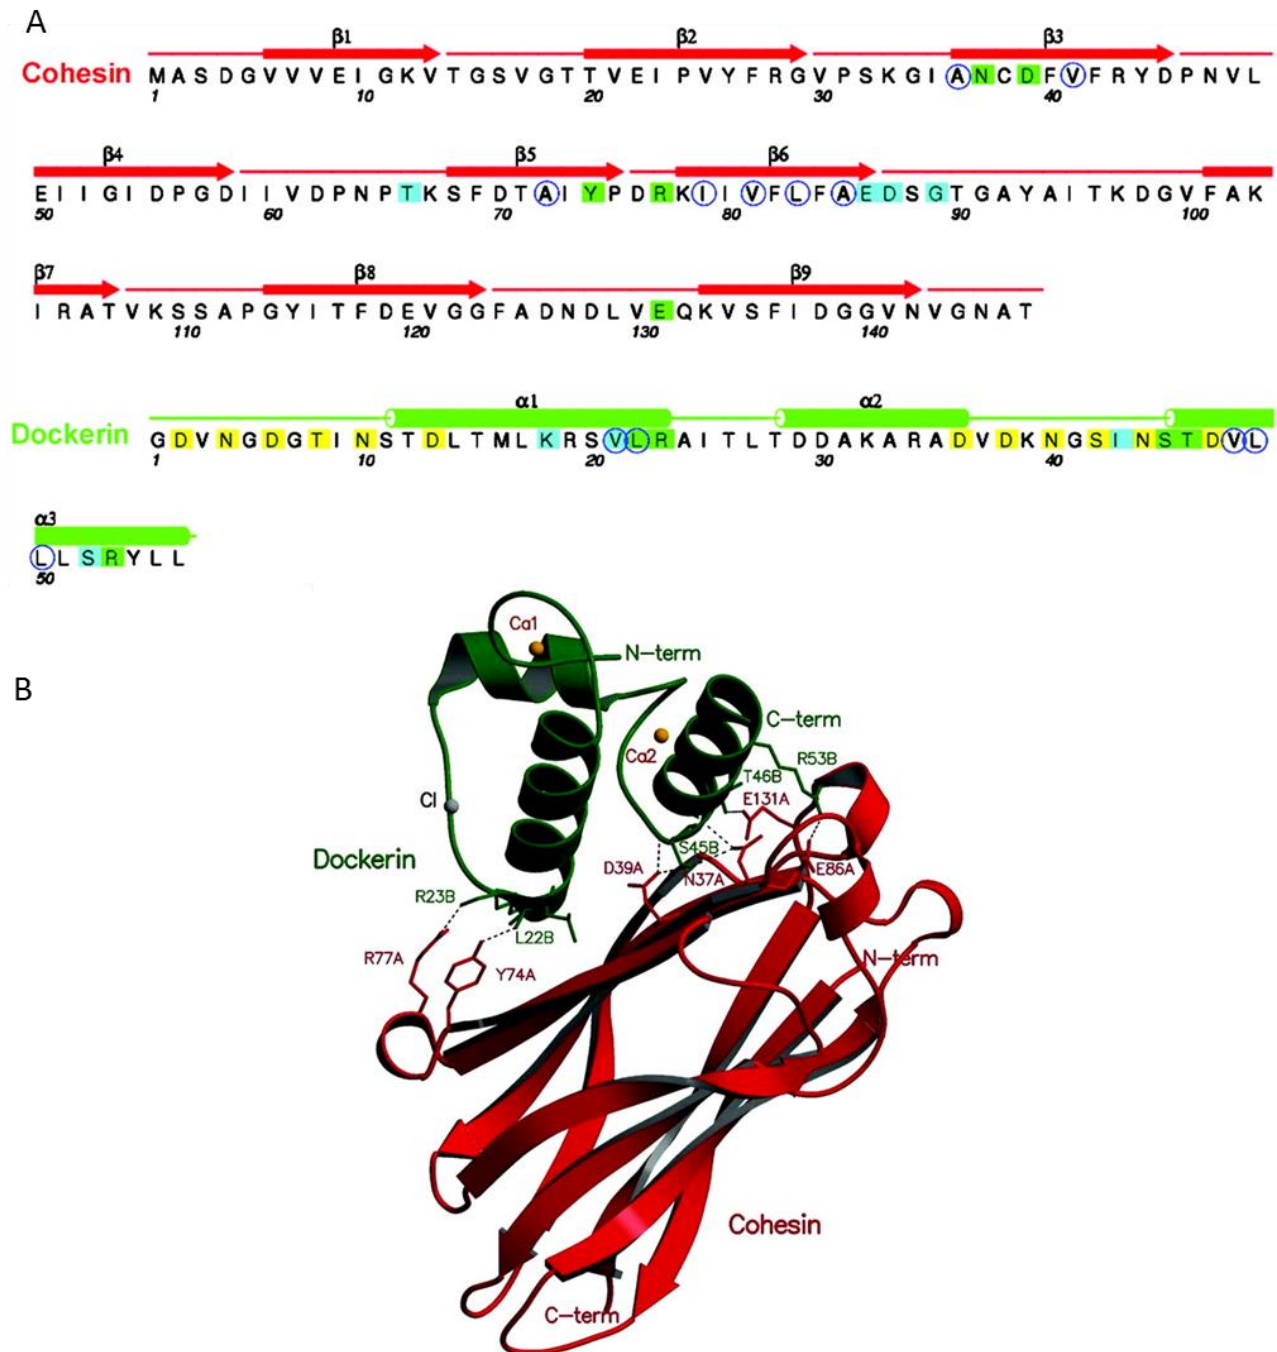 A
β1 β2 β3
Cohesin M A S D G V V V E I G K V T G S V G T T V E I P V Y F R G V P S K G I A N C D F V F R Y D P N V L
1 10 20 30 40
β4 β5 β6
E I I G I D P G D I I V D P N P T K S F D T A I Y P D R K I I V F L F A E D S G T G A Y A I T K D G V F A K
50 60 70 80 90 100
β7 β8 β9
I R A T V K S S A P G Y I T F D E V G G F A D N D L V E Q K V S F I D G G V N V G N A T
110 120 130 140
α1 α2
Dockerin G D V N G D G T I N S T D L T M L K R S V L R A I T L T D D A K A R A D V D K N G S I N S T D V L
1 10 20 30 40
α3
L L S R Y L L
50
B
Ca1
N-term
C-term
Ca2
R53B
T46B
Cl
E131A
Dockerin
S45B
D39A
N37A
E86A
R23B
L22B
R77A
Y74A
N-term
Cohesin
C-term